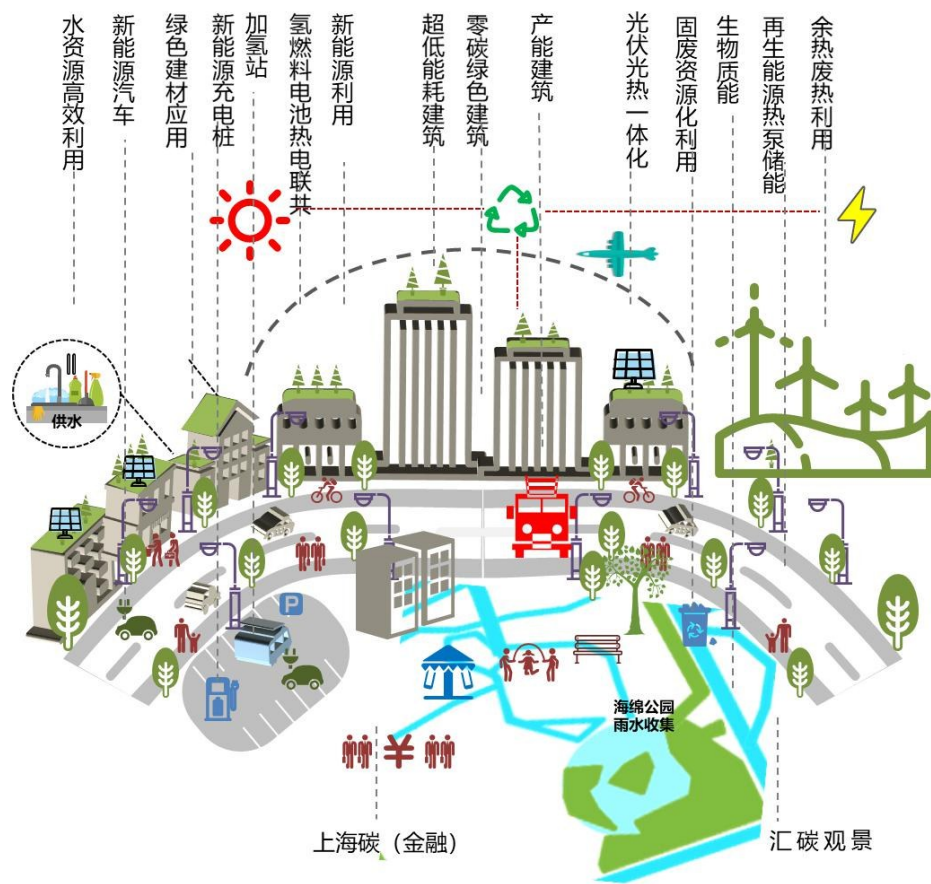 水资源高效利用
新能源汽车
绿色建材应用
新能源充电桩
加氢站
氢燃料电池热电联共
新能源利用
超低能耗建筑
零碳绿色建筑
产能建筑
光伏光热一体化
固废资源化利用
生物质能
再生能源热泵储能
余热废热利用
供水
P
海绵公园
雨水收集
¥
上海碳（金融）
汇碳观景